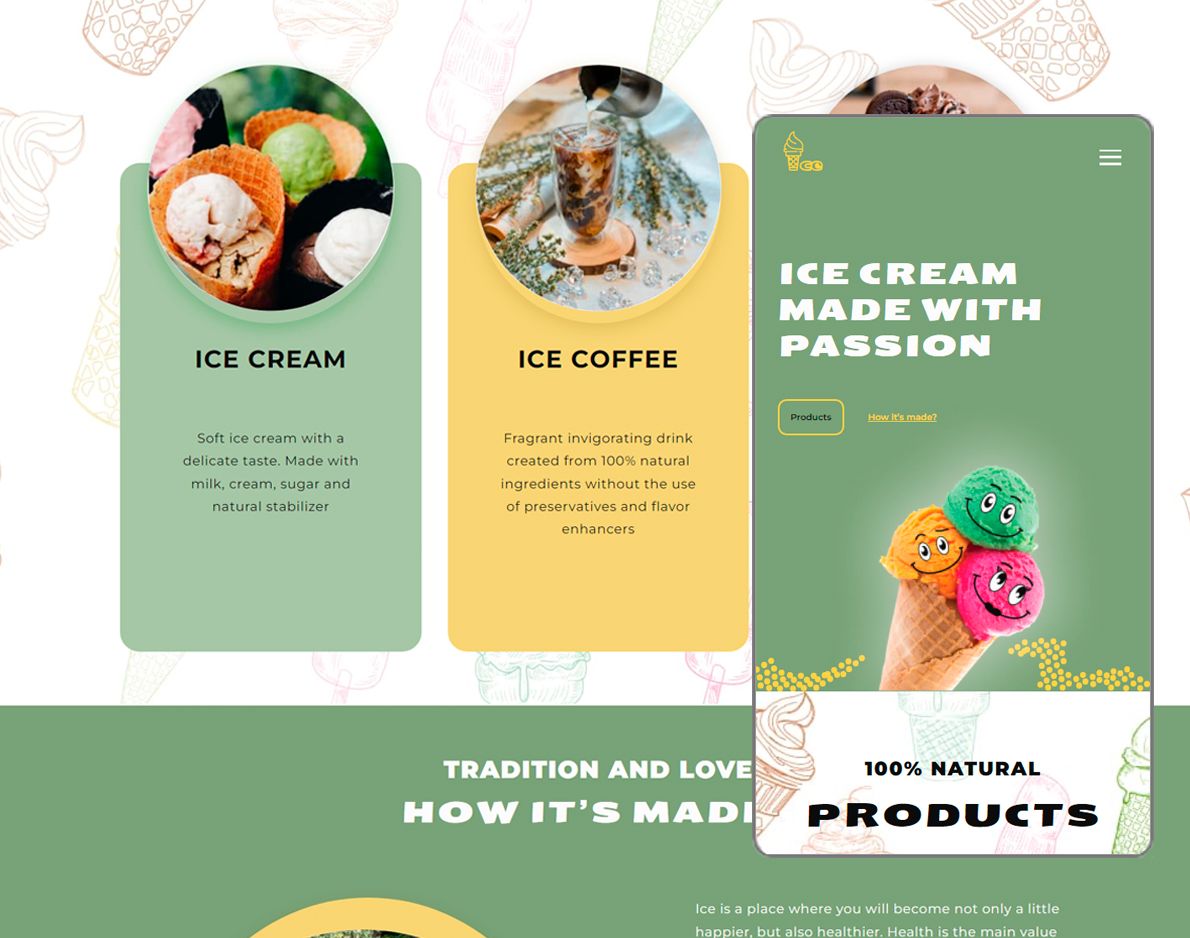 ICE CREAM
Soft ice cream with a
delicate taste. Made with
milk, cream, sugar and
natural stabilizer
ICE COFFEE
Fragrant invigorating drink
created from 100% natural
ingredients without the use
of preservatives and flavor
enhancers
ice
ICE CREAM
MADE WITH
PASSION
Products How it's made?
100% NATURAL
PRODUCTS
TRADITION AND LOVE
HOW IT'S MAD
Ice is a place where you will become not only a little
happier, but also healthier. Health is the main value